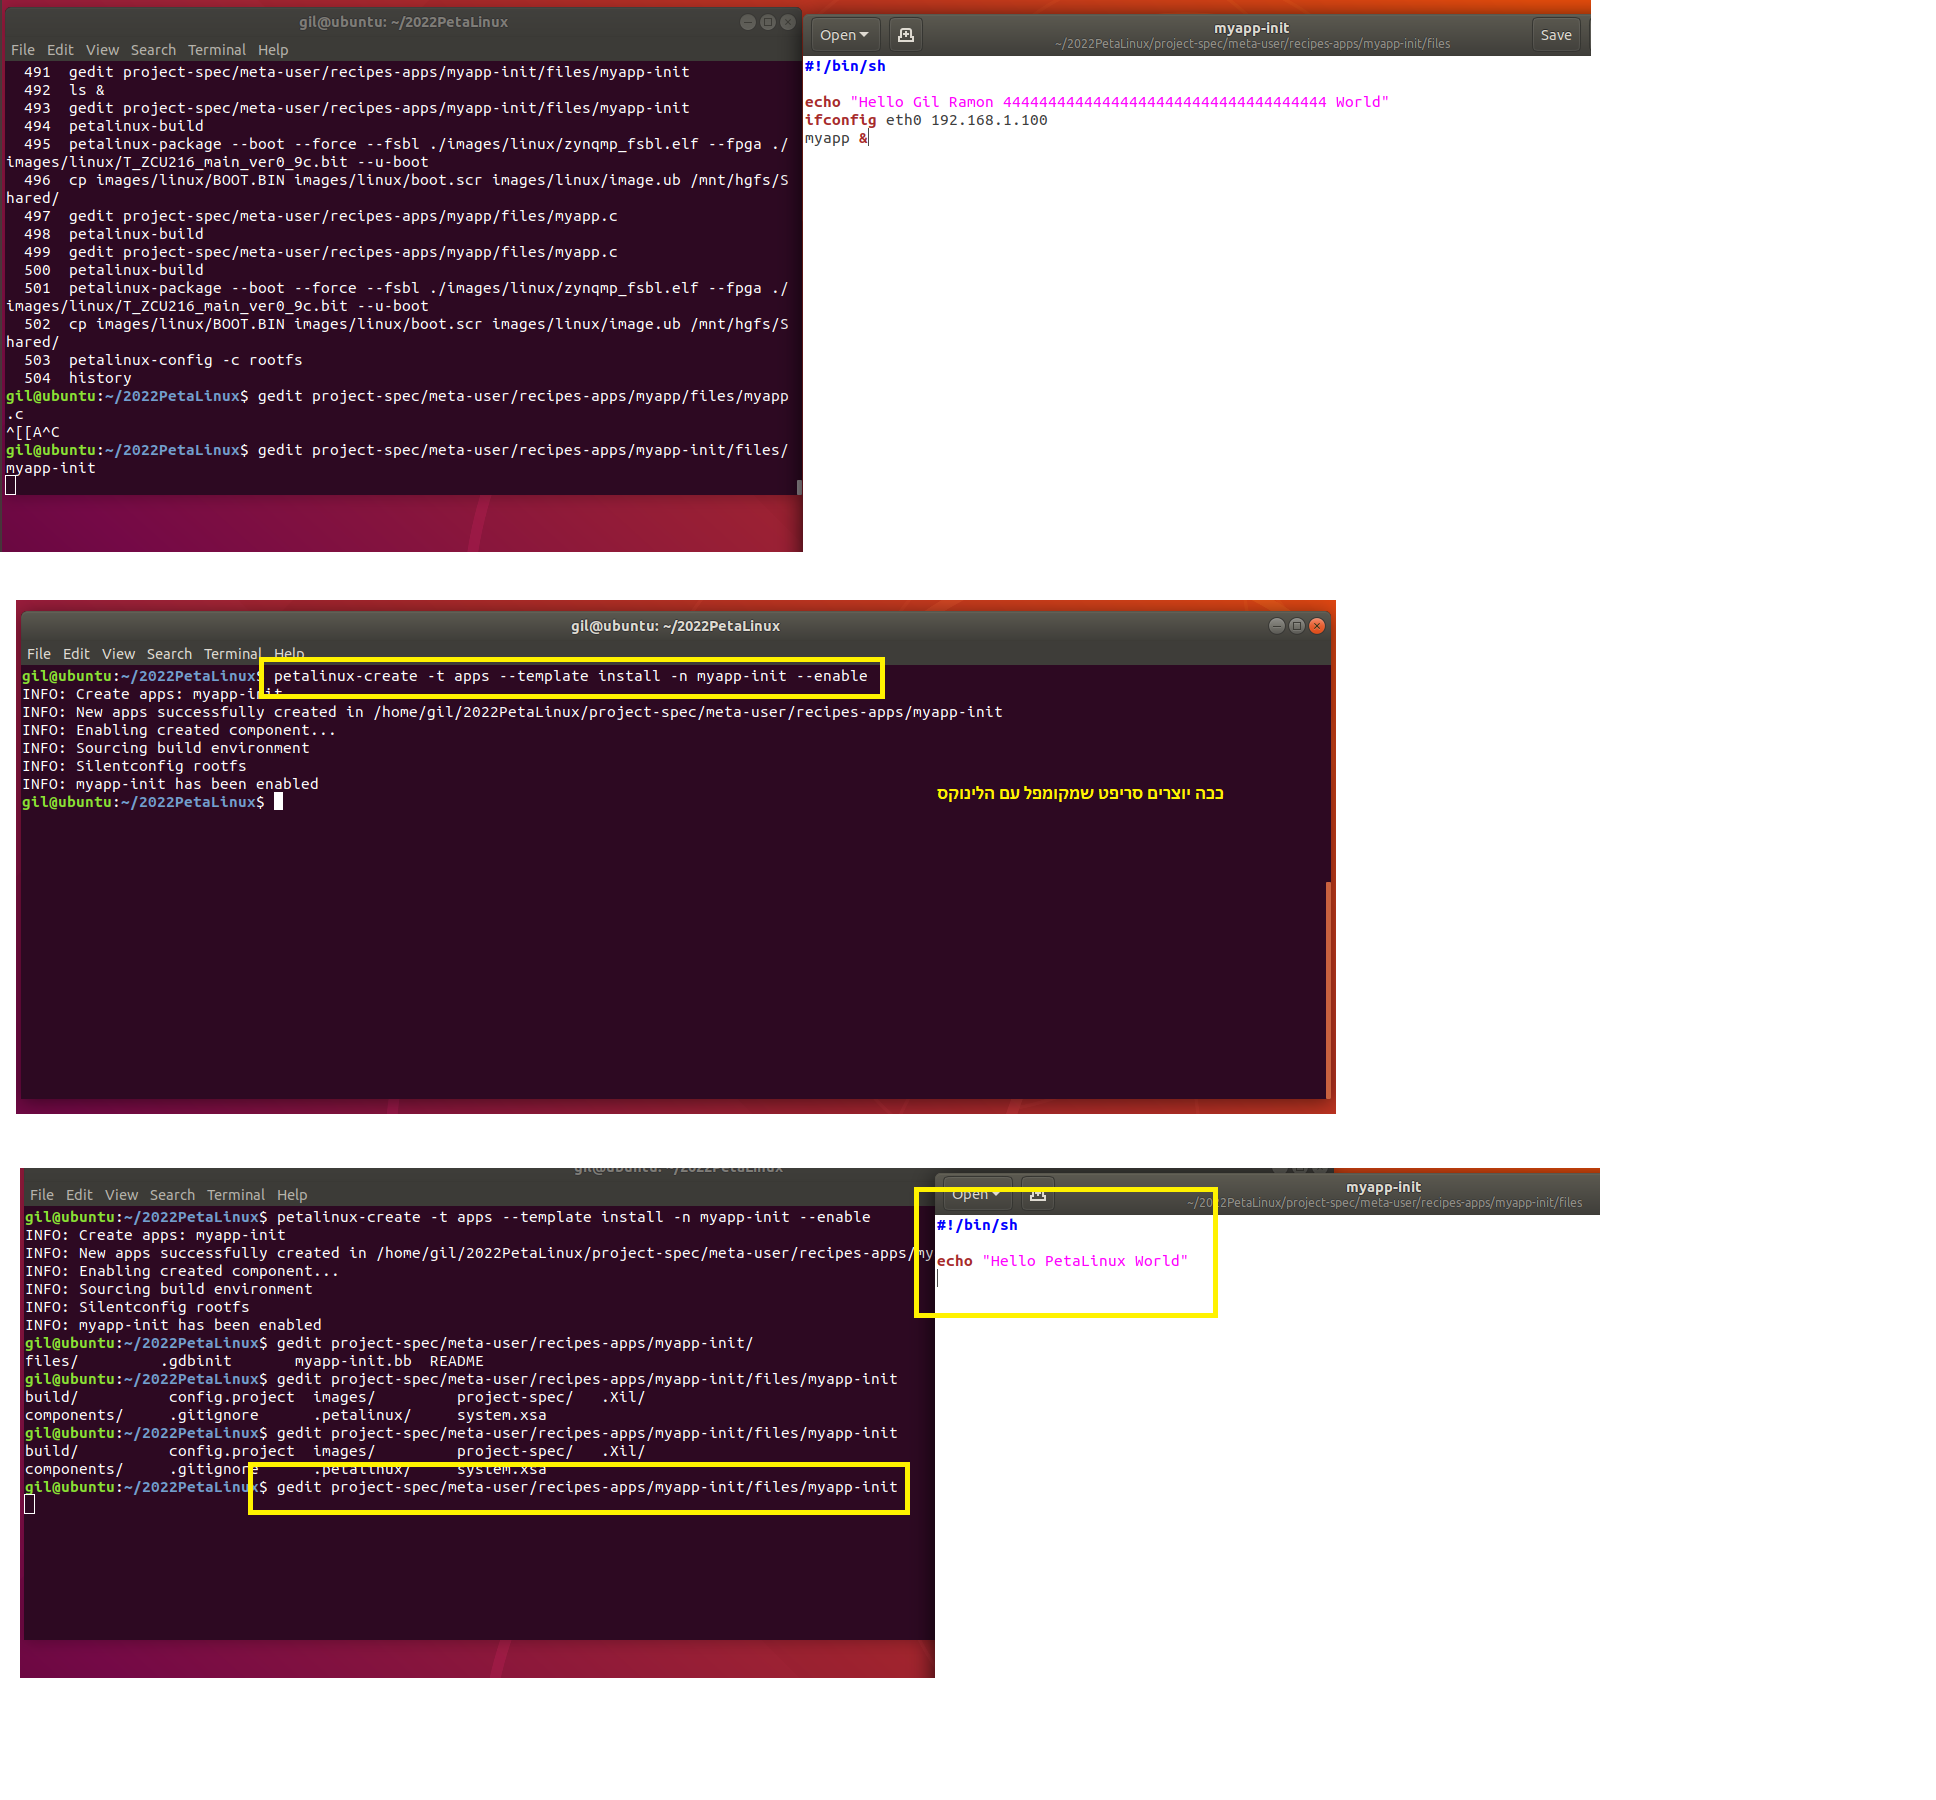 gil@ubuntu: ~/2022PetaLinux
File Edit View Search Terminal Help
491 gedit project-spec/meta-user/recipes-apps/myapp-init/files/myapp-init
492 ls &
493 gedit project-spec/meta-user/recipes-apps/myapp-init/files/myapp-init
494 petalinux-build
495 petalinux-package --boot --force --fsbl ./images/linux/zynqmp_fsbl.elf --fpga ./
images/linux/T_ZCU216_main_ver0_9c.bit --u-boot
496 cp images/linux/BOOT.BIN images/linux/boot.scr images/linux/image.ub /mnt/hgfs/S
hared/
497 gedit project-spec/meta-user/recipes-apps/myapp/files/myapp.c
498 petalinux-build
499 gedit project-spec/meta-user/recipes-apps/myapp/files/myapp.c
500 petalinux-build
501 petalinux-package --boot --force --fsbl ./images/linux/zynqmp_fsbl.elf --fpga ./
images/linux/T_ZCU216_main_ver0_9c.bit --u-boot
502 cp images/linux/BOOT.BIN images/linux/boot.scr images/linux/image.ub /mnt/hgfs/S
hared/
503 petalinux-config -c rootfs
504 history
gil@ubuntu:~/2022PetaLinux$ gedit project-spec/meta-user/recipes-apps/myapp/files/myapp
.c
^[[A^C
gil@ubuntu:~/2022PetaLinux$ gedit project-spec/meta-user/recipes-apps/myapp-init/files/
myapp-init
Open
myapp-init
~/2022PetaLinux/project-spec/meta-user/recipes-apps/myapp-init/files
Save
#!/bin/sh
echo "Hello Gil Ramon 444444444444444444444444444444444444 World"
ifconfig eth0 192.168.1.100
myapp &
gil@ubuntu: ~/2022PetaLinux
File Edit View Search Terminal Help
gil@ubuntu:~/2022PetaLinux$ petalinux-create -t apps --template install -n myapp-init --enable
INFO: Create apps: myapp-init
INFO: New apps successfully created in /home/gil/2022PetaLinux/project-spec/meta-user/recipes-apps/myapp-init
INFO: Enabling created component...
INFO: Sourcing build environment
INFO: Silentconfig rootfs
INFO: myapp-init has been enabled
gil@ubuntu:~/2022PetaLinux$
ככה יוצרים סריפט שמקומפל עם הלינוקס
gil@ubuntu: ~/2022PetaLinux
File Edit View Search Terminal Help
gil@ubuntu:~/2022PetaLinux$ petalinux-create -t apps --template install -n myapp-init --enable
INFO: Create apps: myapp-init
INFO: New apps successfully created in /home/gil/2022PetaLinux/project-spec/meta-user/recipes-apps/my
INFO: Enabling created component...
INFO: Sourcing build environment
INFO: Silentconfig rootfs
INFO: myapp-init has been enabled
gil@ubuntu:~/2022PetaLinux$ gedit project-spec/meta-user/recipes-apps/myapp-init/
files/ .gdbinit myapp-init.bb README
gil@ubuntu:~/2022PetaLinux$ gedit project-spec/meta-user/recipes-apps/myapp-init/files/myapp-init
build/ config.project images/ project-spec/ .Xil/
components/ .gitignore .petalinux/ system.xsa
gil@ubuntu:~/2022PetaLinux$ gedit project-spec/meta-user/recipes-apps/myapp-init/files/myapp-init
build/ config.project images/ project-spec/ .Xil/
components/ .gitignore .petalinux/ system.xsa
gil@ubuntu:~/2022PetaLinux$ gedit project-spec/meta-user/recipes-apps/myapp-init/files/myapp-init
Open
myapp-init
~/2022PetaLinux/project-spec/meta-user/recipes-apps/myapp-init/files
#!/bin/sh
echo "Hello PetaLinux World"